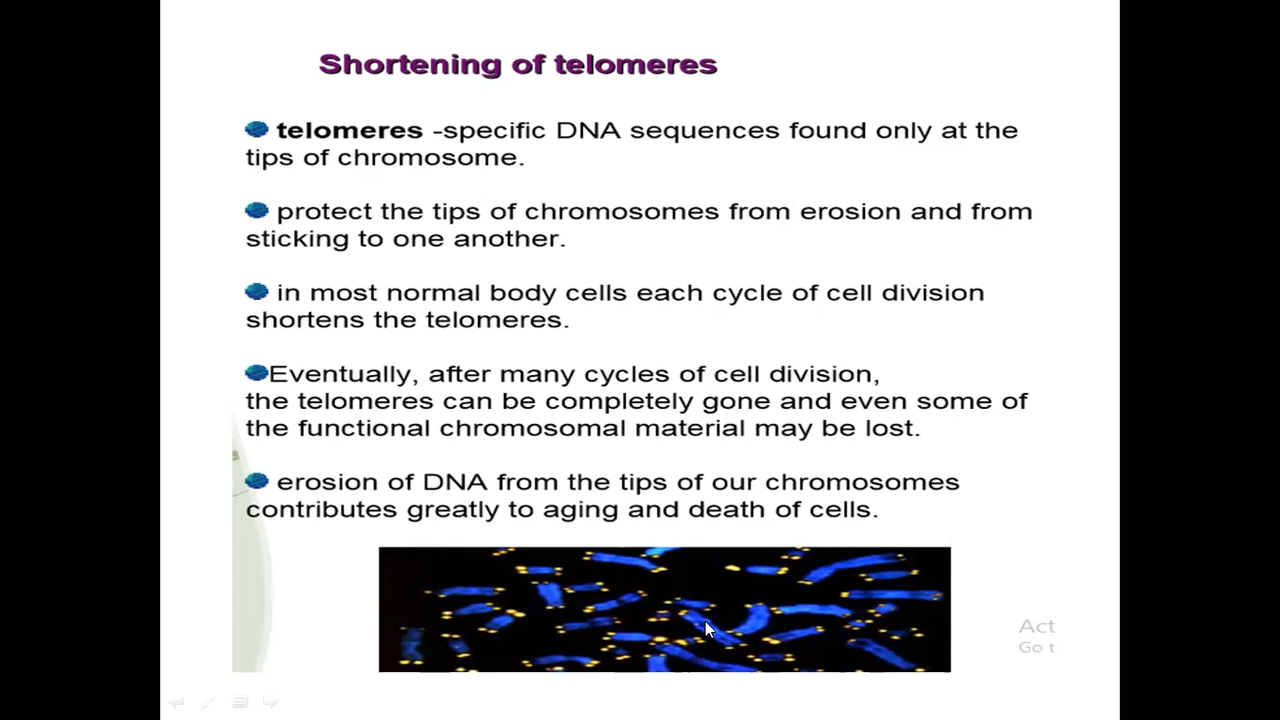 Shortening of telomeres
telomeres -specific DNA sequences found only at the
tips of chromosome.
protect the tips of chromosomes from erosion and from
sticking to one another.
in most normal body cells each cycle of cell division
shortens the telomeres.
Eventually, after many cycles of cell division,
the telomeres can be completely gone and even some of
the functional chromosomal material may be lost.
erosion of DNA from the tips of our chromosomes
contributes greatly to aging and death of cells.
Act
Go t